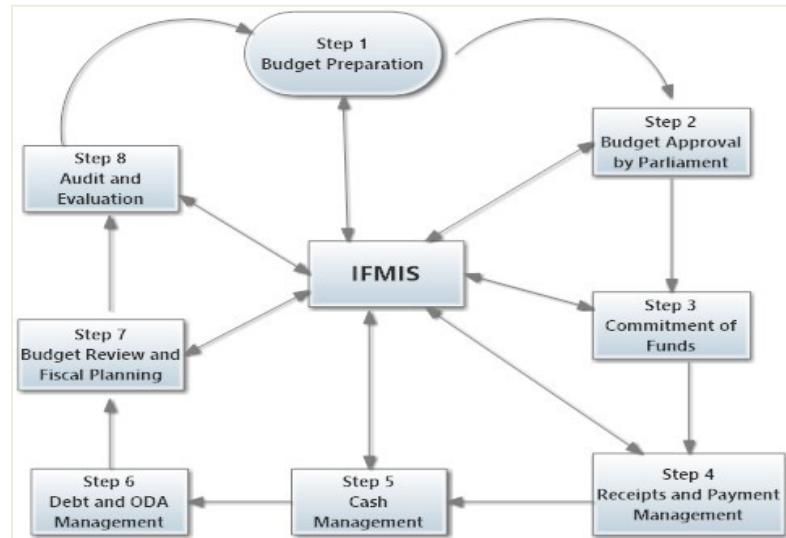 Step 1
Budget Preparation
Step 2
Budget Approval
by Parliament
Step 8
Audit and
Evaluation
IFMIS
Step 3
Commitment of
Funds
Step 7
Budget Review and
Fiscal Planning
Step 6
Debt and ODA
Management
Step 5
Cash
Management
Step 4
Receipts and Payment
Management